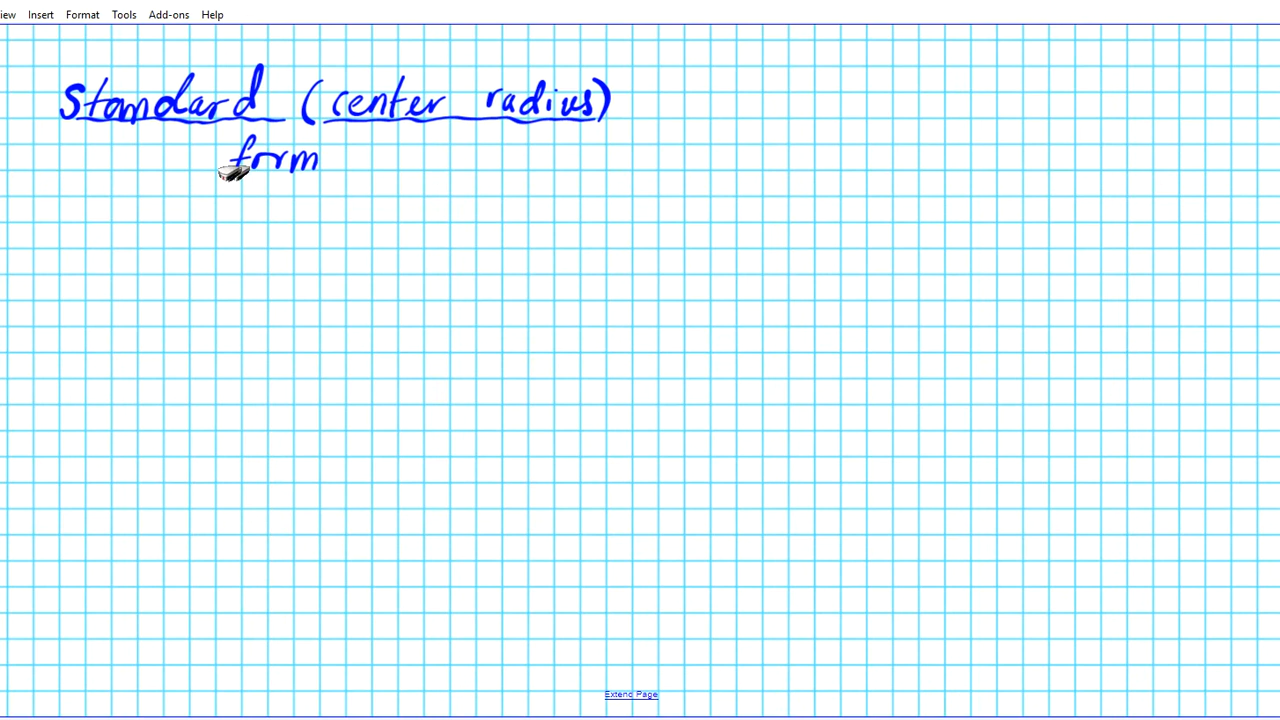 iew Insert Format Tools Add-ons Help
Standard (center radius)
form
Extend Page